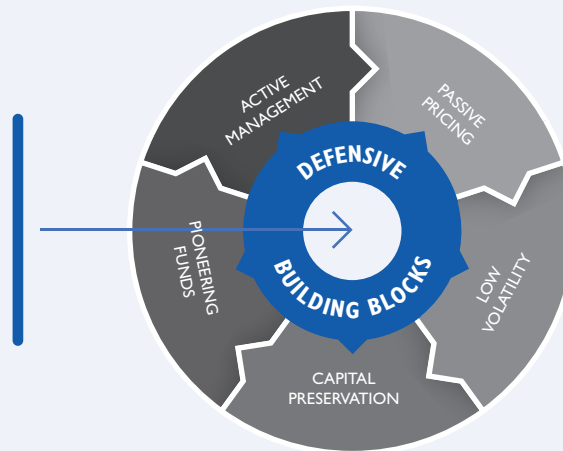 ACTIVE
MANAGEMENT
PASSIVE
PRICING
DEFENSIVE
BUILDING BLOCKS
PIONEERING
FUNDS
LOW
VOLATILITY
CAPITAL
PRESERVATION